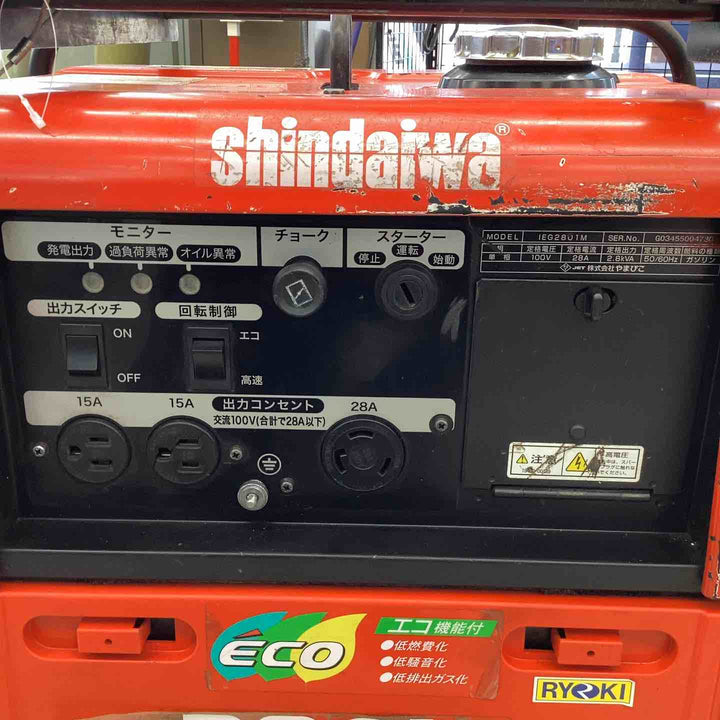 shindaiwa®
モニター
発電出力 過負荷異常 オイル異常
チョーク
スターター
停止 運転 始動
MODEL IEG2801M SER.No.
定格電圧 定格電流 定格出力 定格周波数
単相 100V 28A 2.8kVA 50/60Hz ガソリン
JET 株式会社やまびこ
出力スイッチ
ON
OFF
回転制御
エコ
高速
15A 15A 出力コンセント 28A
交流100V(合計で28A以下)
注意
高電圧
ECO
エコ機能付
●低燃費化
●低騒音化
●低排出ガス化
RYOKI